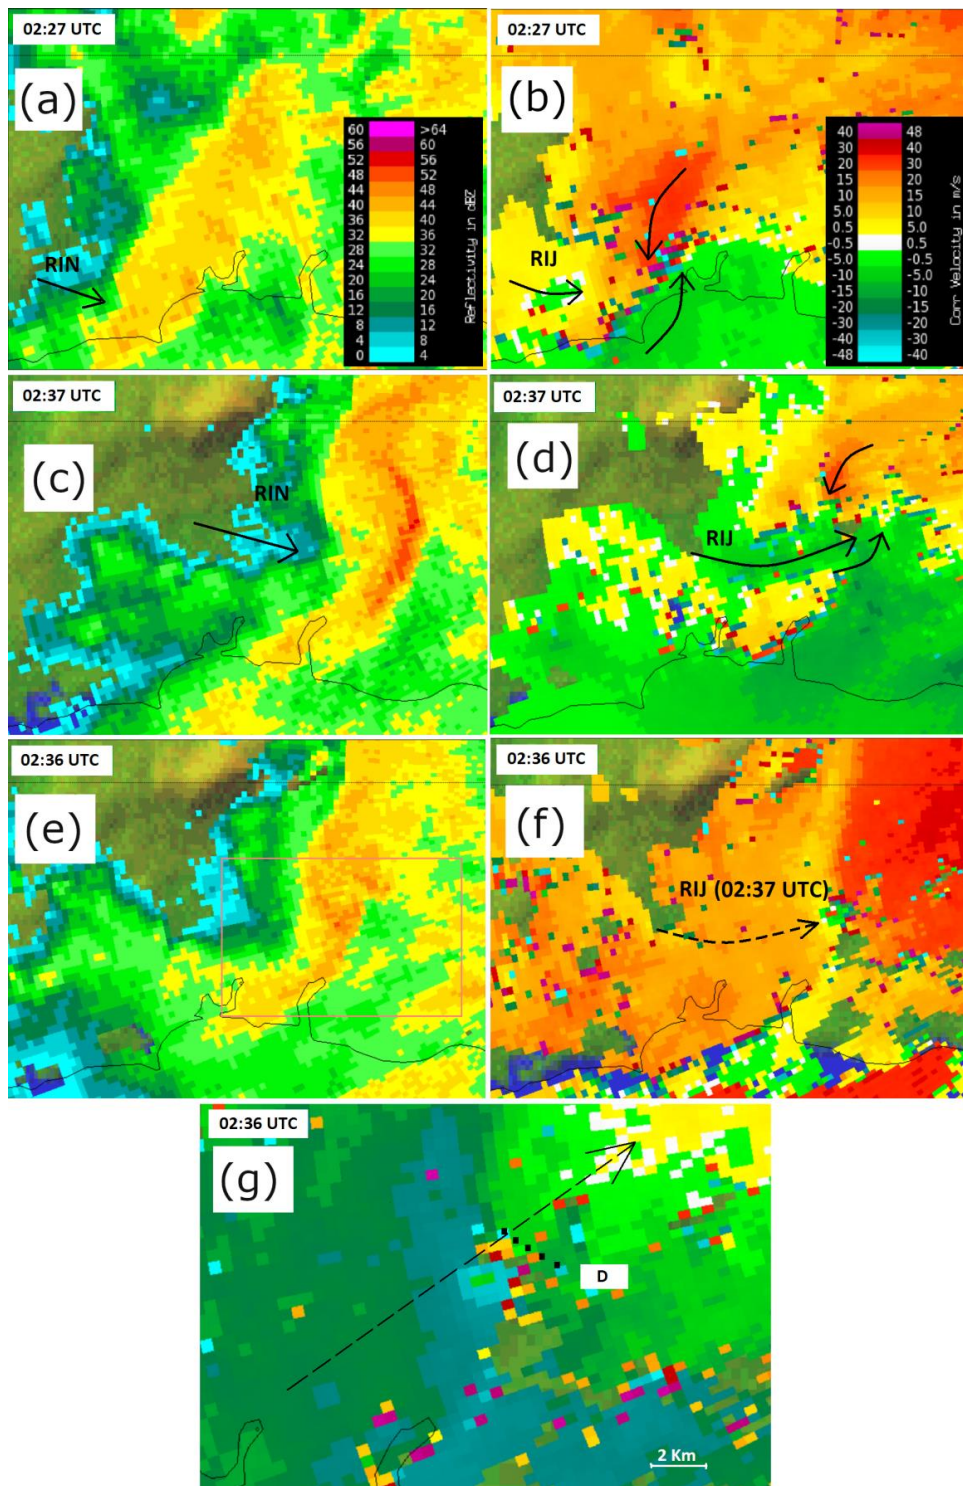 02:27 UTC
(a)
RIN
60 >64
56 60
52 56
48 52
44 48
40 44
36 40
32 36
28 32
24 28
20 24
16 20
12 16
8 12
4 8
0 4
Reflectivity in dBZ
02:27 UTC
(b)
RIJ
40 48
30 40
20 30
15 20
10 15
5.0 10
0.5 5.0
-0.5 0.5
-5.0 -0.5
-10 -5.0
-15 -10
-20 -15
-30 -20
-40 -30
-48 -40
Corr Velocity in m/s
02:37 UTC
(c)
RIN
02:37 UTC
(d)
RIJ
02:36 UTC
(e)
02:36 UTC
(f)
RIJ (02:37 UTC)
02:36 UTC
(g)
D
2 Km